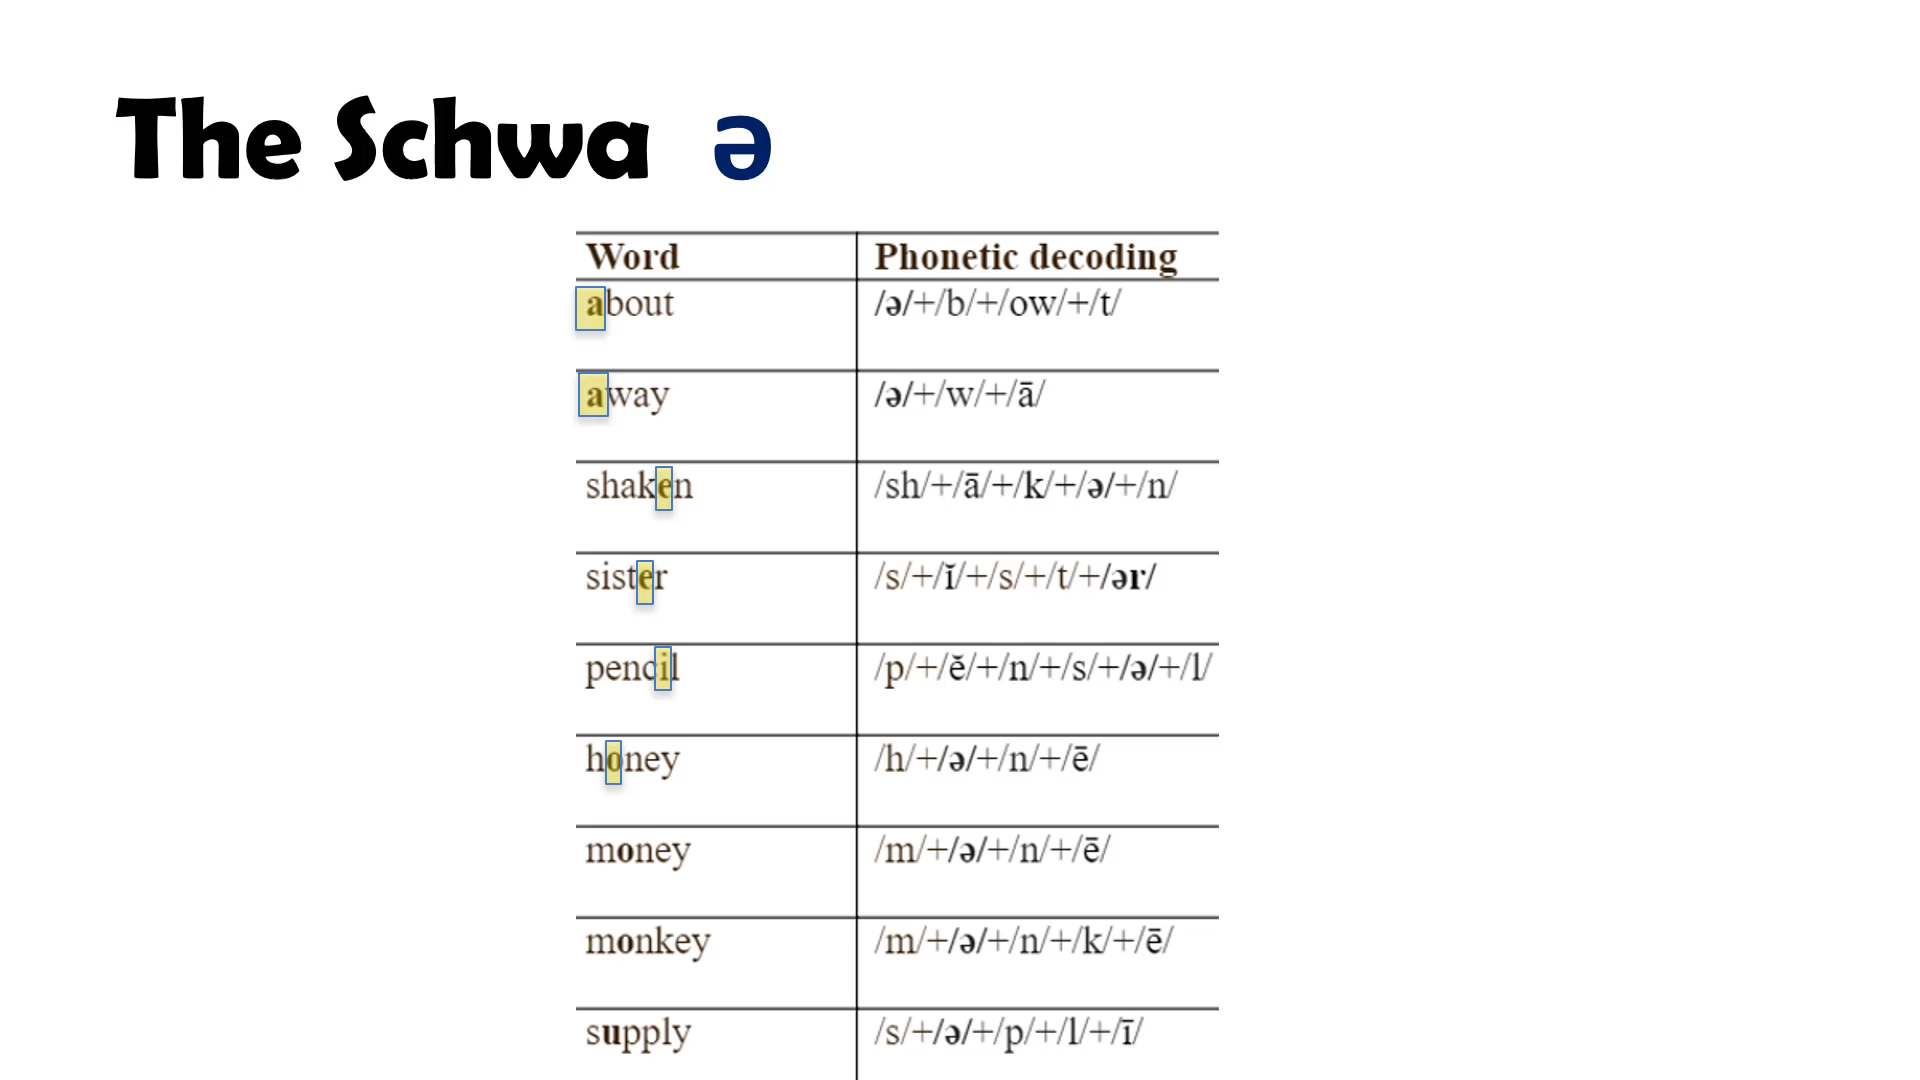 The Schwa ə
Word Phonetic decoding
about /ə/+/b/+/ow/+/t/
away /ə/+/w/+/ā/
shaken /sh/+/ā/+/k/+/ə/+/n/
sister /s/+/ĭ/+/s/+/t/+/ər/
pencil /p/+/ĕ/+/n/+/s/+/ə/+/l/
honey /h/+/ə/+/n/+/ē/
money /m/+/ə/+/n/+/ē/
monkey /m/+/ə/+/n/+/k/+/ē/
supply /s/+/ə/+/p/+/l/+/ī/